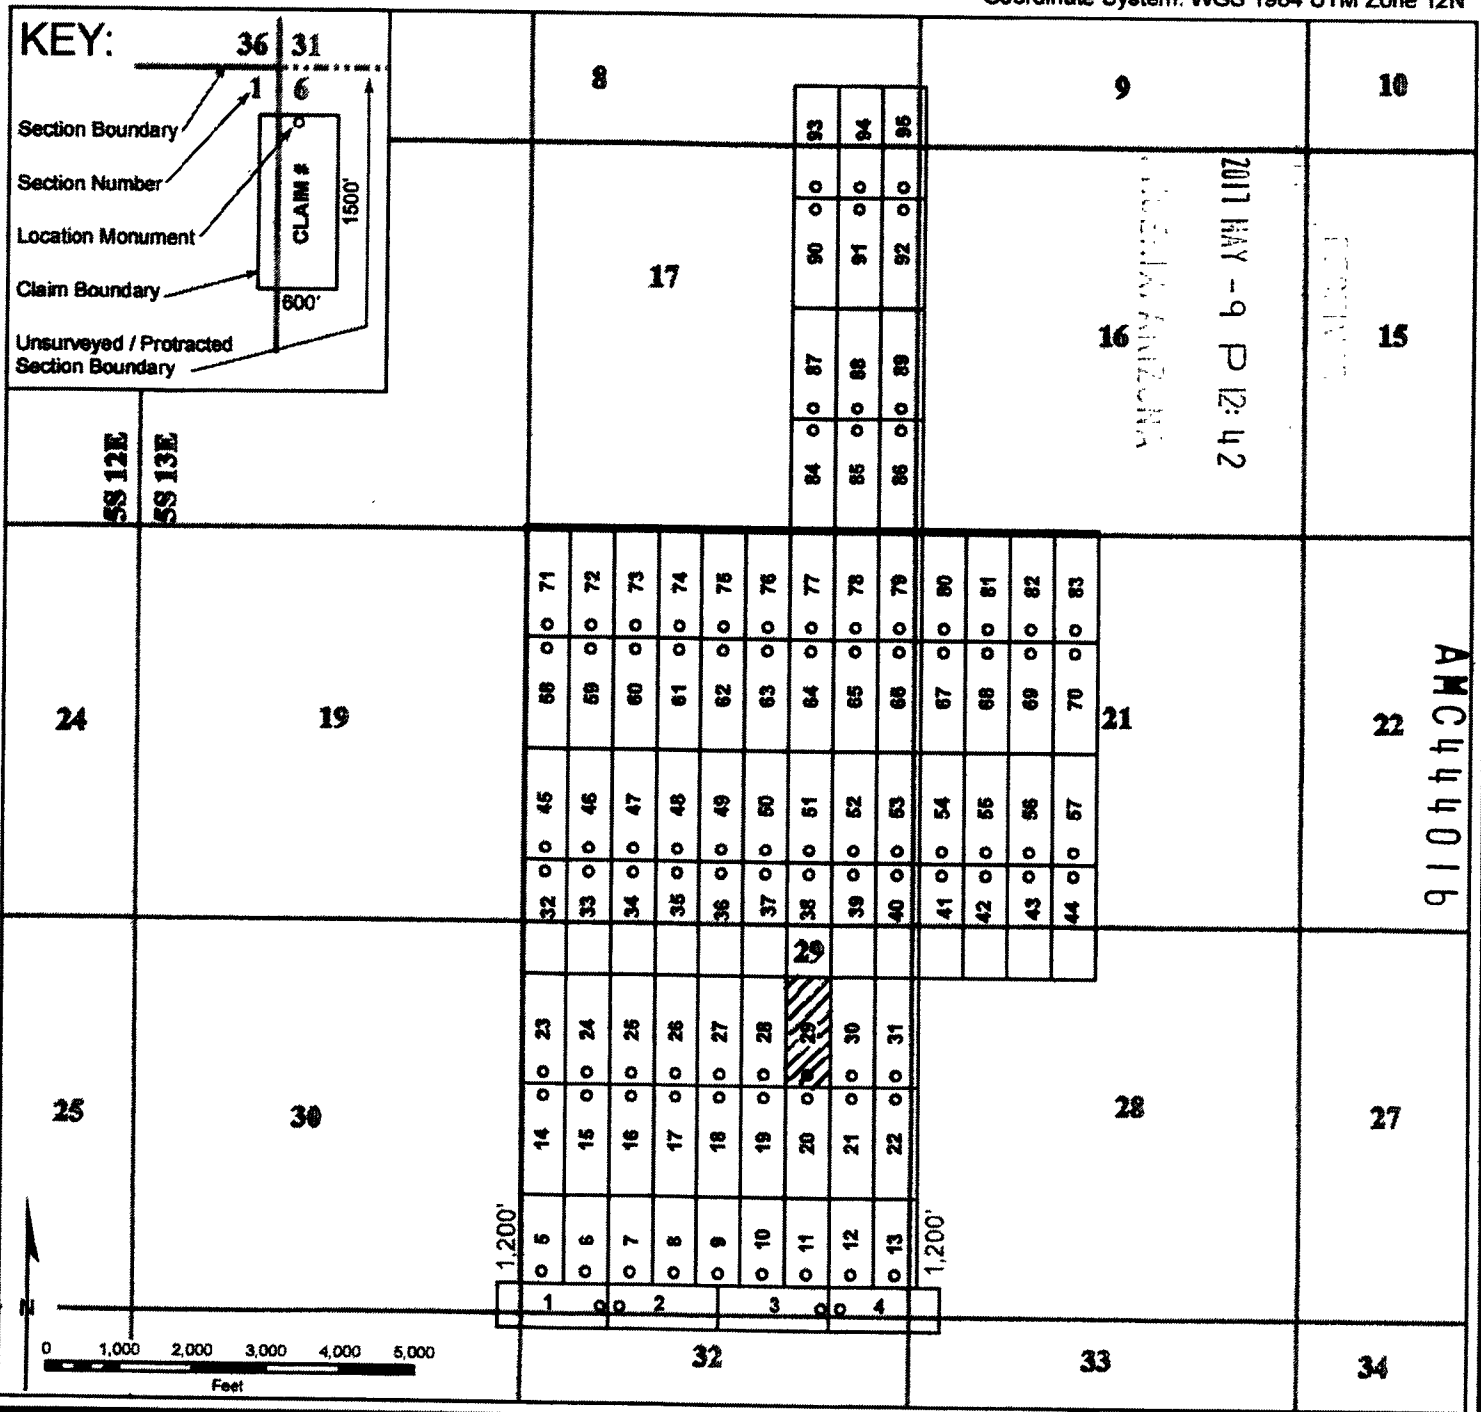 Coordinate System: WGS 1984 UTM Zone 12N
KEY:
36 31
1 6
Section Boundary
Section Number
Location Monument
Claim Boundary
Unsurveyed / Protracted
Section Boundary
CLAIM #
1500'
600'
8 9 10
93 94 95
17 16 15
90 91 92
87 88 89
84 85 86
2017 MAY -9 P 12:42
ARIZONA
5S 12E
5S 13E
71 72 73 74 75 76 77 78 79 80 81 82 83
24 19 21 22
58 59 60 61 62 63 64 65 66 67 68 69 70
AMC444016
45 46 47 48 49 50 51 52 53 54 55 56 57
32 33 34 35 36 37 38 39 40 41 42 43 44
29
23 24 25 26 27 28 29 30 31
25 30 28 27
14 15 16 17 18 19 20 21 22
1,200' 5 6 7 8 9 10 11 12 13 1,200'
1 2 3 4
N
0 1,000 2,000 3,000 4,000 5,000
Feet
32 33 34